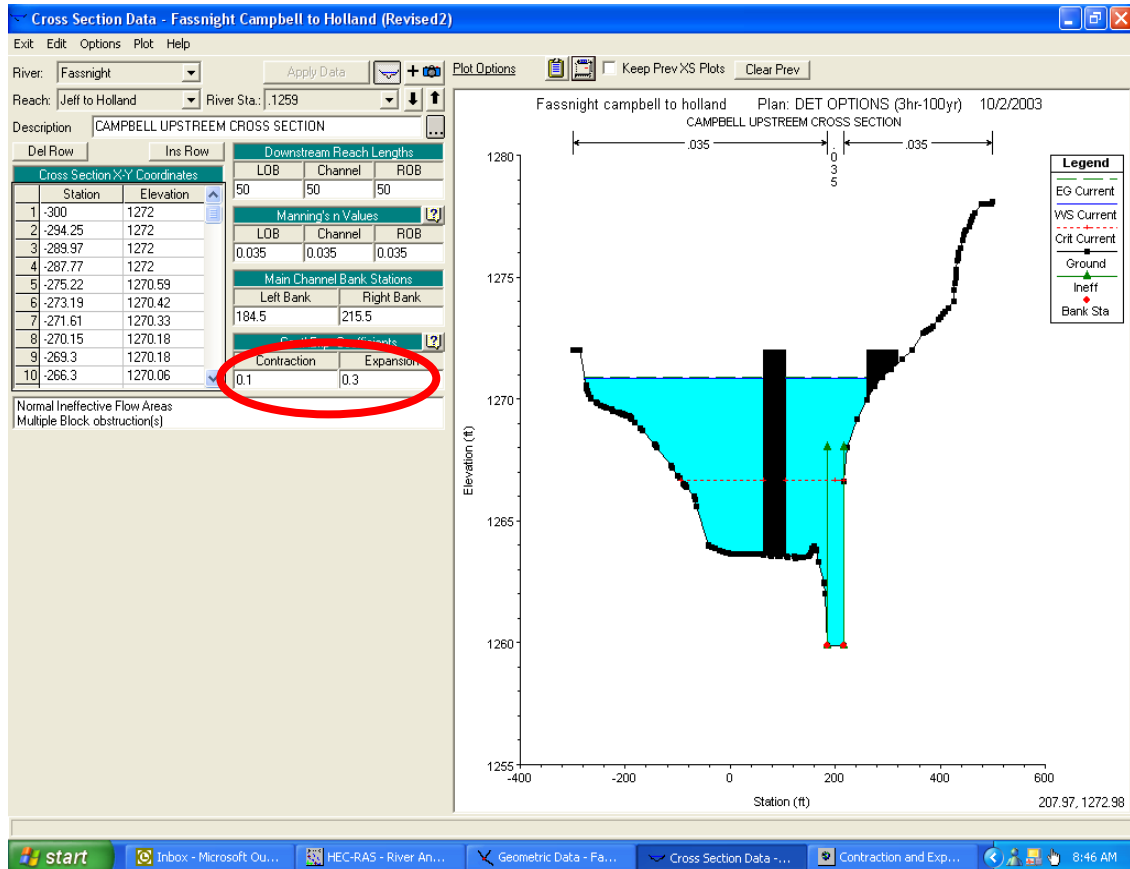 Cross Section Data - Fassnight Campbell to Holland (Revised2)
Exit Edit Options Plot Help
River: Fassnight
Apply Data
Plot Options
Keep Prev XS Plots
Clear Prev
Reach: Jeff to Holland
River Sta.: .1259
Description CAMPBELL UPSTREEM CROSS SECTION
...
Del Row
Ins Row
Cross Section X-Y Coordinates
Station Elevation
1 -300 1272
2 -294.25 1272
3 -289.97 1272
4 -287.77 1272
5 -275.22 1270.59
6 -273.19 1270.42
7 -271.61 1270.33
8 -270.15 1270.18
9 -269.3 1270.18
10 -266.3 1270.06
Downstream Reach Lengths
LOB Channel ROB
50 50 50
Manning's n Values
?
LOB Channel ROB
0.035 0.035 0.035
Main Channel Bank Stations
Left Bank Right Bank
184.5 215.5
?
Contraction Expansion
0.1 0.3
Normal Ineffective Flow Areas
Multiple Block obstruction(s)
Fassnight campbell to holland Plan: DET OPTIONS (3hr-100yr) 10/2/2003
CAMPBELL UPSTREEM CROSS SECTION
.035
.035
.035
1280
1275
1270
1265
1260
1255
Elevation (ft)
-400 -200 0 200 400 600
Station (ft)
Legend
EG Current
WS Current
Crit Current
Ground
Ineff
Bank Sta
207.97, 1272.98
start
Inbox - Microsoft Ou...
HEC-RAS - River An...
Geometric Data - Fa...
Cross Section Data -...
Contraction and Exp...
8:46 AM